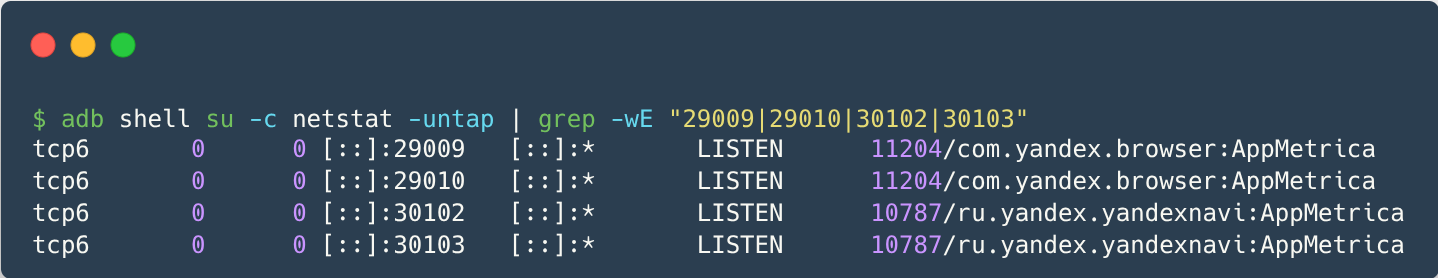 $ adb shell su -c netstat -untap | grep -wE "29009|29010|30102|30103"
tcp6       0       0 [::]:29009   [::]:*       LISTEN      11204/com.yandex.browser:AppMetrica
tcp6       0       0 [::]:29010   [::]:*       LISTEN      11204/com.yandex.browser:AppMetrica
tcp6       0       0 [::]:30102   [::]:*       LISTEN      10787/ru.yandex.yandexnavi:AppMetrica
tcp6       0       0 [::]:30103   [::]:*       LISTEN      10787/ru.yandex.yandexnavi:AppMetrica